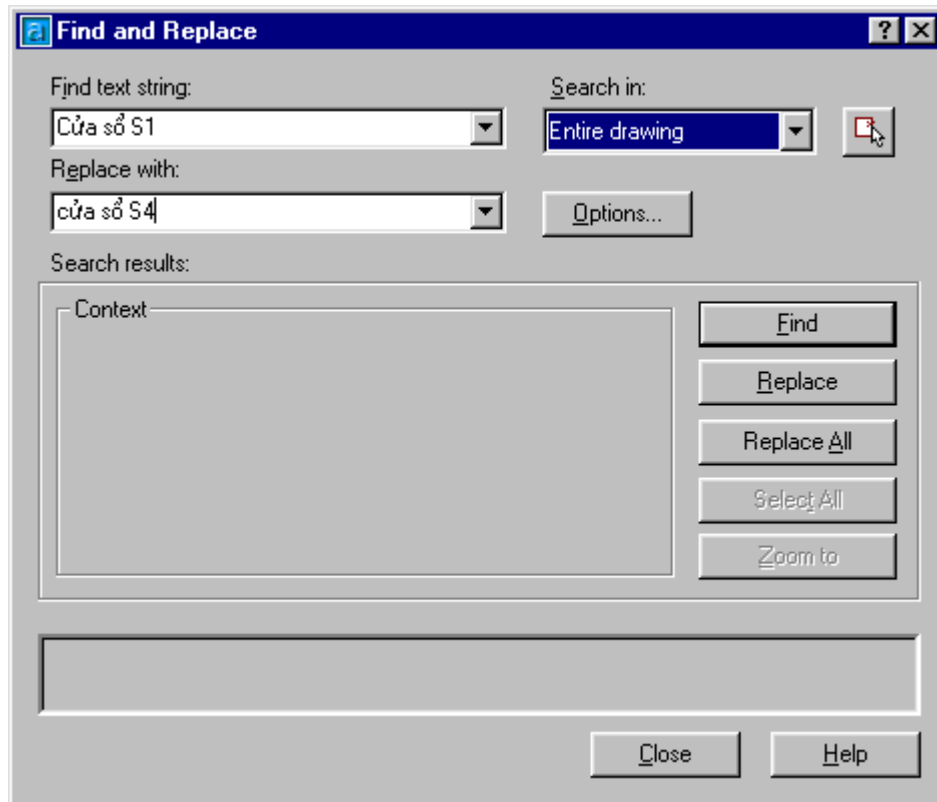 Find and Replace
Find text string:
Search in:
Cửa sổ S1
Entire drawing
Replace with:
cửa sổ S4
Options...
Search results:
Context
Find
Replace
Replace All
Select All
Zoom to
Close
Help